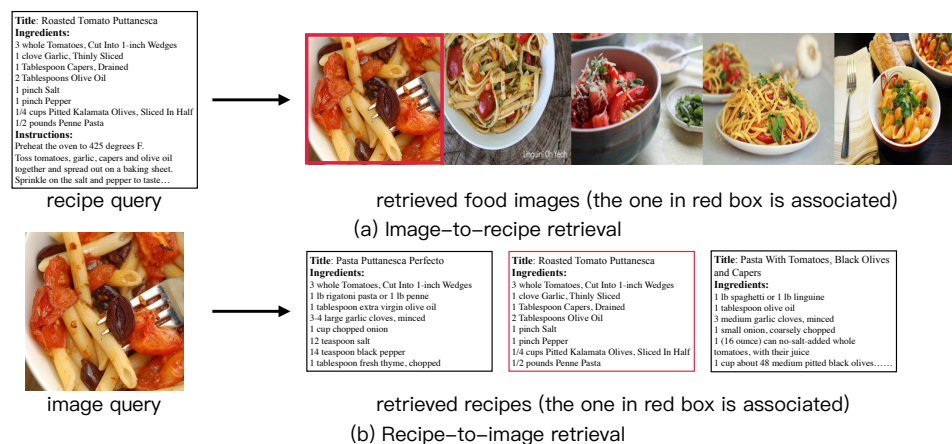 Title: Roasted Tomato Puttanesca
Ingredients:
3 whole Tomatoes, Cut Into 1-inch Wedges
1 clove Garlic, Thinly Sliced
1 Tablespoon Capers, Drained
2 Tablespoons Olive Oil
1 pinch Salt
1 pinch Pepper
1/4 cups Pitted Kalamata Olives, Sliced In Half
1/2 pounds Penne Pasta
Instructions:
Preheat the oven to 425 degrees F.
Toss tomatoes, garlic, capers and olive oil
together and spread out on a baking sheet.
Sprinkle on the salt and pepper to taste…
recipe query
retrieved food images (the one in red box is associated)
(a) Image-to-recipe retrieval
image query
Title: Pasta Puttanesca Perfecto
Ingredients:
3 whole Tomatoes, Cut Into 1-inch Wedges
1 lb rigatoni pasta or 1 lb penne
1 tablespoon extra virgin olive oil
3-4 large garlic cloves, minced
1 cup chopped onion
12 teaspoon salt
14 teaspoon black pepper
1 tablespoon fresh thyme, chopped
Title: Roasted Tomato Puttanesca
Ingredients:
3 whole Tomatoes, Cut Into 1-inch Wedges
1 clove Garlic, Thinly Sliced
1 Tablespoon Capers, Drained
2 Tablespoons Olive Oil
1 pinch Salt
1 pinch Pepper
1/4 cups Pitted Kalamata Olives, Sliced In Half
1/2 pounds Penne Pasta
Title: Pasta With Tomatoes, Black Olives
and Capers
Ingredients:
1 lb spaghetti or 1 lb linguine
1 tablespoon olive oil
3 medium garlic cloves, minced
1 small onion, coarsely chopped
1 (16 ounce) can no-salt-added whole
tomatoes, with their juice
1 cup about 48 medium pitted black olives……
retrieved recipes (the one in red box is associated)
(b) Recipe-to-image retrieval